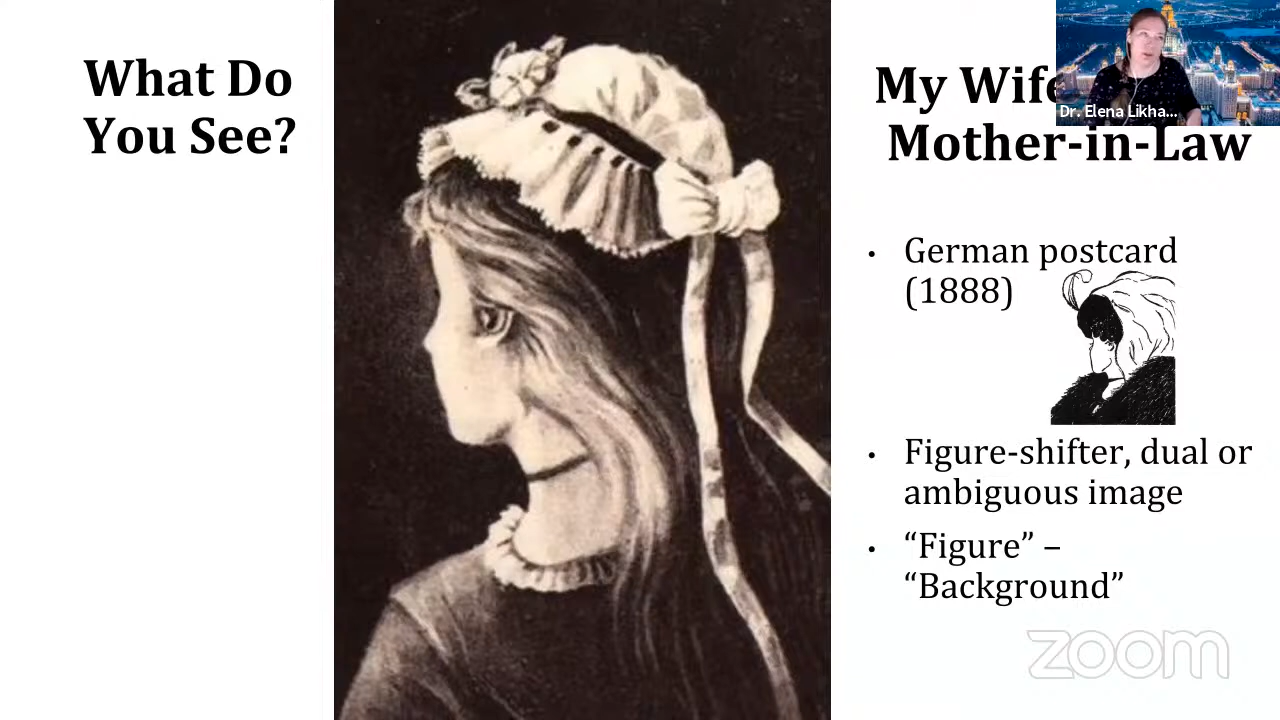 What Do
You See?
My Wife
Mother-in-Law
Dr. Elena Likha...
• German postcard
(1888)
• Figure-shifter, dual or
ambiguous image
• “Figure” –
“Background”
zoom